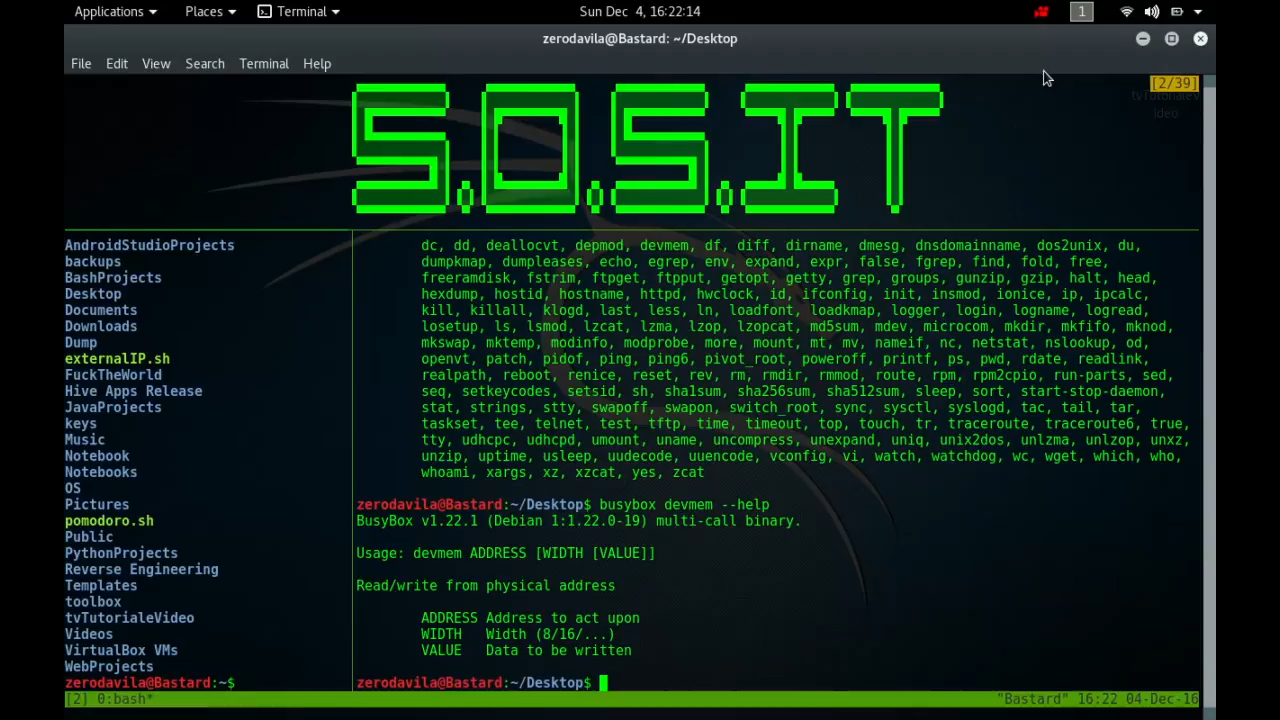 Applications Places Terminal Sun Dec 4, 16:22:14 1
zerodavila@Bastard: ~/Desktop
File Edit View Search Terminal Help
[2/39]
tvTutorialeV
ideo
S.O.S.IT
AndroidStudioProjects
backups
BashProjects
Desktop
Documents
Downloads
Dump
externalIP.sh
FuckTheWorld
Hive Apps Release
JavaProjects
keys
Music
Notebook
Notebooks
OS
Pictures
pomodoro.sh
Public
PythonProjects
Reverse Engineering
Templates
toolbox
tvTutorialeVideo
Videos
VirtualBox VMs
WebProjects
zerodavila@Bastard:~$
dc, dd, deallocvt, depmod, devmem, df, diff, dirname, dmesg, dnsdomainname, dos2unix, du,
dumpkmap, dumpleases, echo, egrep, env, expand, expr, false, fgrep, find, fold, free,
freeramdisk, fstrim, ftpget, ftpput, getopt, getty, grep, groups, gunzip, gzip, halt, head,
hexdump, hostid, hostname, httpd, hwclock, id, ifconfig, init, insmod, ionice, ip, ipcalc,
kill, killall, klogd, last, less, ln, loadfont, loadkmap, logger, login, logname, logread,
losetup, ls, lsmod, lzcat, lzma, lzop, lzopcat, md5sum, mdev, microcom, mkdir, mkfifo, mknod,
mkswap, mktemp, modinfo, modprobe, more, mount, mt, mv, nameif, nc, netstat, nslookup, od,
openvt, patch, pidof, ping, ping6, pivot_root, poweroff, printf, ps, pwd, rdate, readlink,
realpath, reboot, renice, reset, rev, rm, rmdir, rmmod, route, rpm, rpm2cpio, run-parts, sed,
seq, setkeycodes, setsid, sh, sha1sum, sha256sum, sha512sum, sleep, sort, start-stop-daemon,
stat, strings, stty, swapoff, swapon, switch_root, sync, sysctl, syslogd, tac, tail, tar,
taskset, tee, telnet, test, tftp, time, timeout, top, touch, tr, traceroute, traceroute6, true,
tty, udhcpc, udhcpd, umount, uname, uncompress, unexpand, uniq, unix2dos, unlzma, unlzop, unxz,
unzip, uptime, usleep, uudecode, uuencode, vconfig, vi, watch, watchdog, wc, wget, which, who,
whoami, xargs, xz, xzcat, yes, zcat
zerodavila@Bastard:~/Desktop$ busybox devmem --help
BusyBox v1.22.1 (Debian 1:1.22.0-19) multi-call binary.
Usage: devmem ADDRESS [WIDTH [VALUE]]
Read/write from physical address
ADDRESS Address to act upon
WIDTH Width (8/16/...)
VALUE Data to be written
zerodavila@Bastard:~/Desktop$
[2] 0:bash* "Bastard" 16:22 04-Dec-16